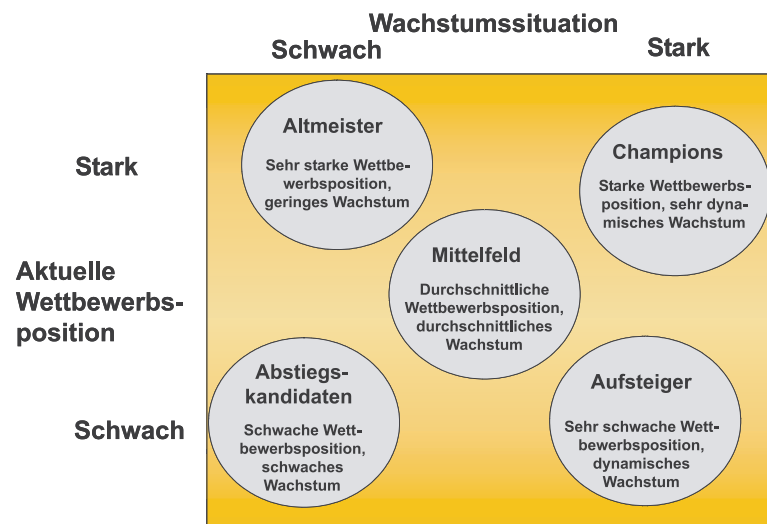 Wachstumssituation
Schwach
Stark
Stark
Aktuelle
Wettbewerbs-
position
Schwach
Altmeister
Sehr starke Wettbe-
ewerbsposition,
geringes Wachstum
Champions
Starke Wettbewerbs-
position, sehr dyna-
misches Wachstum
Mittelfeld
Durchschnittliche
Wettbewerbsposition,
durchschnittliches
Wachstum
Abstiegs-
kandidaten
Schwache Wett-
bewerbsposition,
schwaches
Wachstum
Aufsteiger
Sehr schwache Wett-
bewerbsposition,
dynamisches
Wachstum